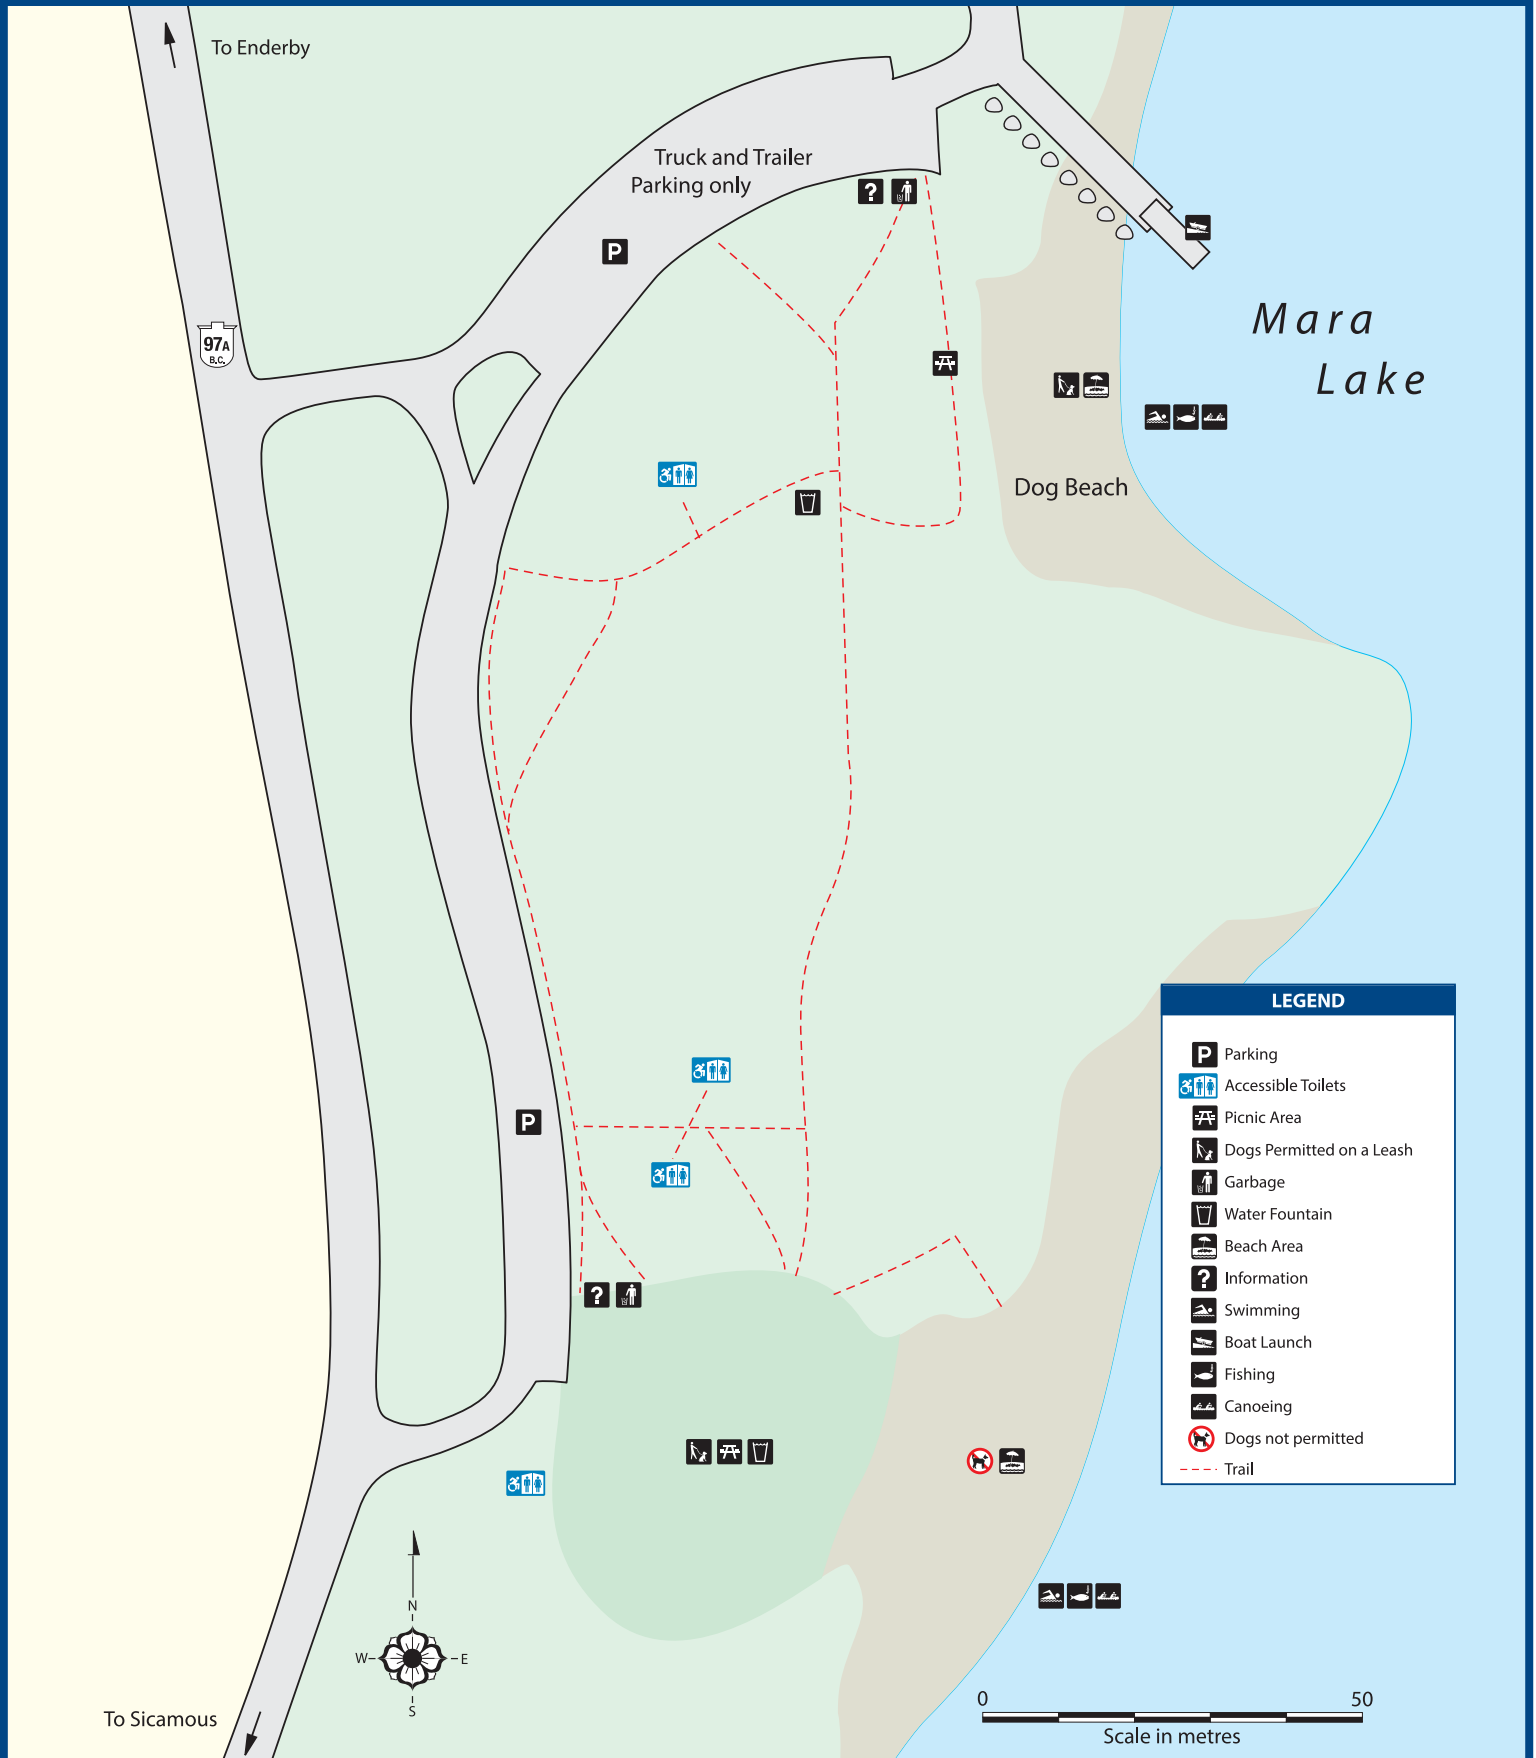 To Enderby
Truck and Trailer
Parking only
?
P
97A
B.C.
Mara
Lake
Dog Beach
P
?
LEGEND
P Parking
Accessible Toilets
Picnic Area
Dogs Permitted on a Leash
Garbage
Water Fountain
Beach Area
? Information
Swimming
Boat Launch
Fishing
Canoeing
Dogs not permitted
Trail
N
W E
S
To Sicamous
0 50
Scale in metres